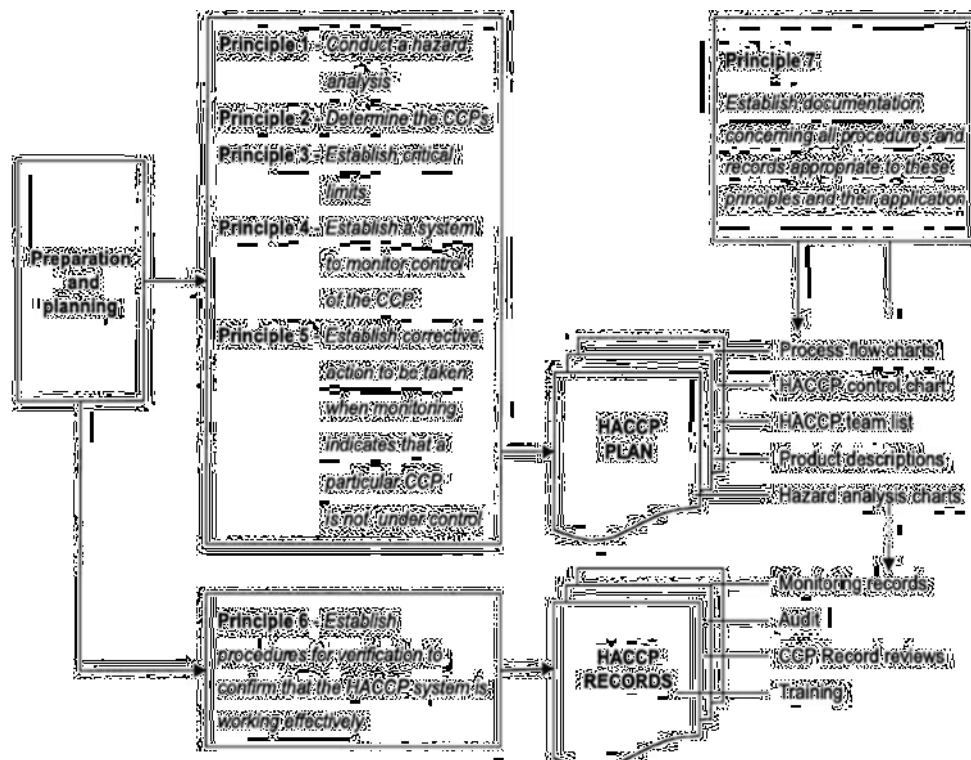 Preparation
and
planning
Principle 1 - Conduct a hazard
analysis
Principle 2 - Determine the CCPs
Principle 3 - Establish critical
limits
Principle 4 - Establish a system
to monitor control
of the CCP
Principle 5 - Establish corrective
action to be taken
when monitoring
indicates that a
particular CCP
is not under control
Principle 6 - Establish
procedures for verification to
confirm that the HACCP system is
working effectively
Principle 7
Establish documentation
concerning all procedures and
records appropriate to these
principles and their application
HACCP
PLAN
Process flow charts
HACCP control chart
HACCP team list
Product descriptions
Hazard analysis charts
HACCP
RECORDS
Monitoring records
Audit
CCP Record reviews
Training